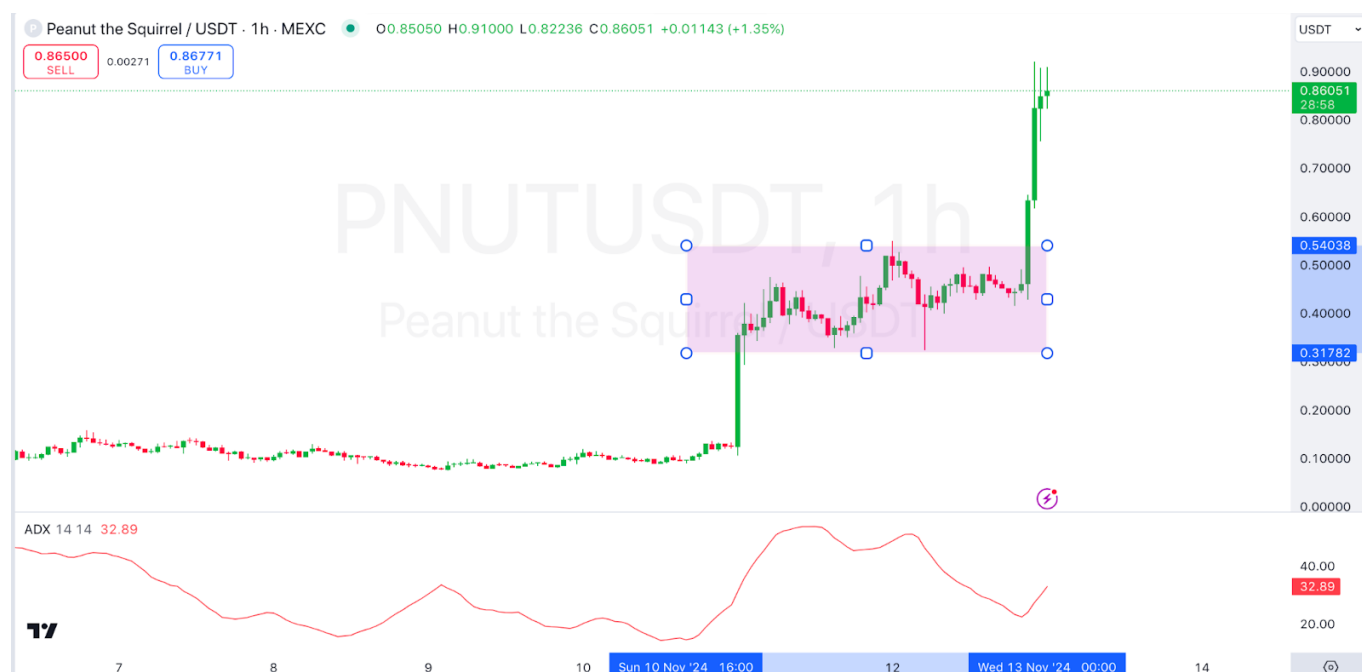 P Peanut the Squirrel / USDT · 1h · MEXC O0.85050 H0.91000 L0.82236 C0.86051 +0.01143 (+1.35%)
USDT
0.86500 0.00271 0.86771
SELL BUY
PNUTUSDT, 1h
Peanut the Squirrel / USDT
0.90000
0.86051
28:58
0.80000
0.70000
0.60000
0.54038
0.50000
0.40000
0.31782
0.30000
0.20000
0.10000
0.00000
ADX 14 14 32.89
40.00
32.89
20.00
7 8 9 10 Sun 10 Nov '24 16:00 12 Wed 13 Nov '24 00:00 14